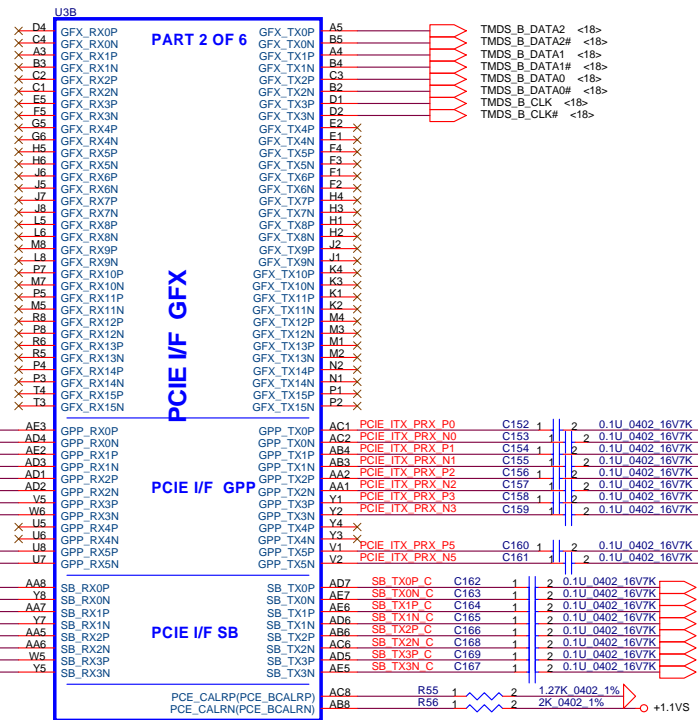 U3B
PART 2 OF 6
PCIE I/F GFX
D4 GFX_RX0P GFX_TX0P A5 TMDS_B_DATA2 <18>
C4 GFX_RX0N GFX_TX0N B5 TMDS_B_DATA2# <18>
A3 GFX_RX1P GFX_TX1P A4 TMDS_B_DATA1 <18>
B3 GFX_RX1N GFX_TX1N B4 TMDS_B_DATA1# <18>
C2 GFX_RX2P GFX_TX2P C3 TMDS_B_DATA0 <18>
C1 GFX_RX2N GFX_TX2N B2 TMDS_B_DATA0# <18>
E5 GFX_RX3P GFX_TX3P D1 TMDS_B_CLK <18>
F5 GFX_RX3N GFX_TX3N D2 TMDS_B_CLK# <18>
G5 GFX_RX4P GFX_TX4P E2
G6 GFX_RX4N GFX_TX4N E1
H5 GFX_RX5P GFX_TX5P F4
H6 GFX_RX5N GFX_TX5N F3
J6 GFX_RX6P GFX_TX6P F1
J5 GFX_RX6N GFX_TX6N F2
J7 GFX_RX7P GFX_TX7P H4
J8 GFX_RX7N GFX_TX7N H3
L5 GFX_RX8P GFX_TX8P H1
L6 GFX_RX8N GFX_TX8N H2
M8 GFX_RX9P GFX_TX9P J2
L8 GFX_RX9N GFX_TX9N J1
P7 GFX_RX10P GFX_TX10P K4
M7 GFX_RX10N GFX_TX10N K3
P5 GFX_RX11P GFX_TX11P K1
M5 GFX_RX11N GFX_TX11N K2
R8 GFX_RX12P GFX_TX12P M4
P8 GFX_RX12N GFX_TX12N M3
R6 GFX_RX13P GFX_TX13P M1
R5 GFX_RX13N GFX_TX13N M2
P4 GFX_RX14P GFX_TX14P N2
P3 GFX_RX14N GFX_TX14N N1
T4 GFX_RX15P GFX_TX15P P1
T3 GFX_RX15N GFX_TX15N P2
PCIE I/F GPP
AE3 GPP_RX0P GPP_TX0P AC1 PCIE_ITX_PRX_P0 C152 1 2 0.1U_0402_16V7K
AD4 GPP_RX0N GPP_TX0N AC2 PCIE_ITX_PRX_N0 C153 1 2 0.1U_0402_16V7K
AE2 GPP_RX1P GPP_TX1P AB4 PCIE_ITX_PRX_P1 C154 1 2 0.1U_0402_16V7K
AD3 GPP_RX1N GPP_TX1N AB3 PCIE_ITX_PRX_N1 C155 1 2 0.1U_0402_16V7K
AD1 GPP_RX2P GPP_TX2P AA2 PCIE_ITX_PRX_P2 C156 1 2 0.1U_0402_16V7K
AD2 GPP_RX2N GPP_TX2N AA1 PCIE_ITX_PRX_N2 C157 1 2 0.1U_0402_16V7K
V5 GPP_RX3P GPP_TX3P Y1 PCIE_ITX_PRX_P3 C158 1 2 0.1U_0402_16V7K
W6 GPP_RX3N GPP_TX3N Y2 PCIE_ITX_PRX_N3 C159 1 2 0.1U_0402_16V7K
U5 GPP_RX4P GPP_TX4P Y4
U6 GPP_RX4N GPP_TX4N Y3
U8 GPP_RX5P GPP_TX5P V1 PCIE_ITX_PRX_P5 C160 1 2 0.1U_0402_16V7K
U7 GPP_RX5N GPP_TX5N V2 PCIE_ITX_PRX_N5 C161 1 2 0.1U_0402_16V7K
PCIE I/F SB
AA8 SB_RX0P SB_TX0P AD7 SB_TX0P_C C162 1 2 0.1U_0402_16V7K
Y8 SB_RX0N SB_TX0N AE7 SB_TX0N_C C163 1 2 0.1U_0402_16V7K
AA7 SB_RX1P SB_TX1P AE6 SB_TX1P_C C164 1 2 0.1U_0402_16V7K
Y7 SB_RX1N SB_TX1N AD6 SB_TX1N_C C165 1 2 0.1U_0402_16V7K
AA5 SB_RX2P SB_TX2P AB6 SB_TX2P_C C166 1 2 0.1U_0402_16V7K
AA6 SB_RX2N SB_TX2N AC6 SB_TX2N_C C168 1 2 0.1U_0402_16V7K
W5 SB_RX3P SB_TX3P AD5 SB_TX3P_C C169 1 2 0.1U_0402_16V7K
Y5 SB_RX3N SB_TX3N AE5 SB_TX3N_C C167 1 2 0.1U_0402_16V7K
PCE_CALRP(PCE_BCALRP) AC8 R55 1 2 1.27K_0402_1%
PCE_CALRN(PCE_BCALRN) AB8 R56 1 2 2K_0402_1% +1.1VS